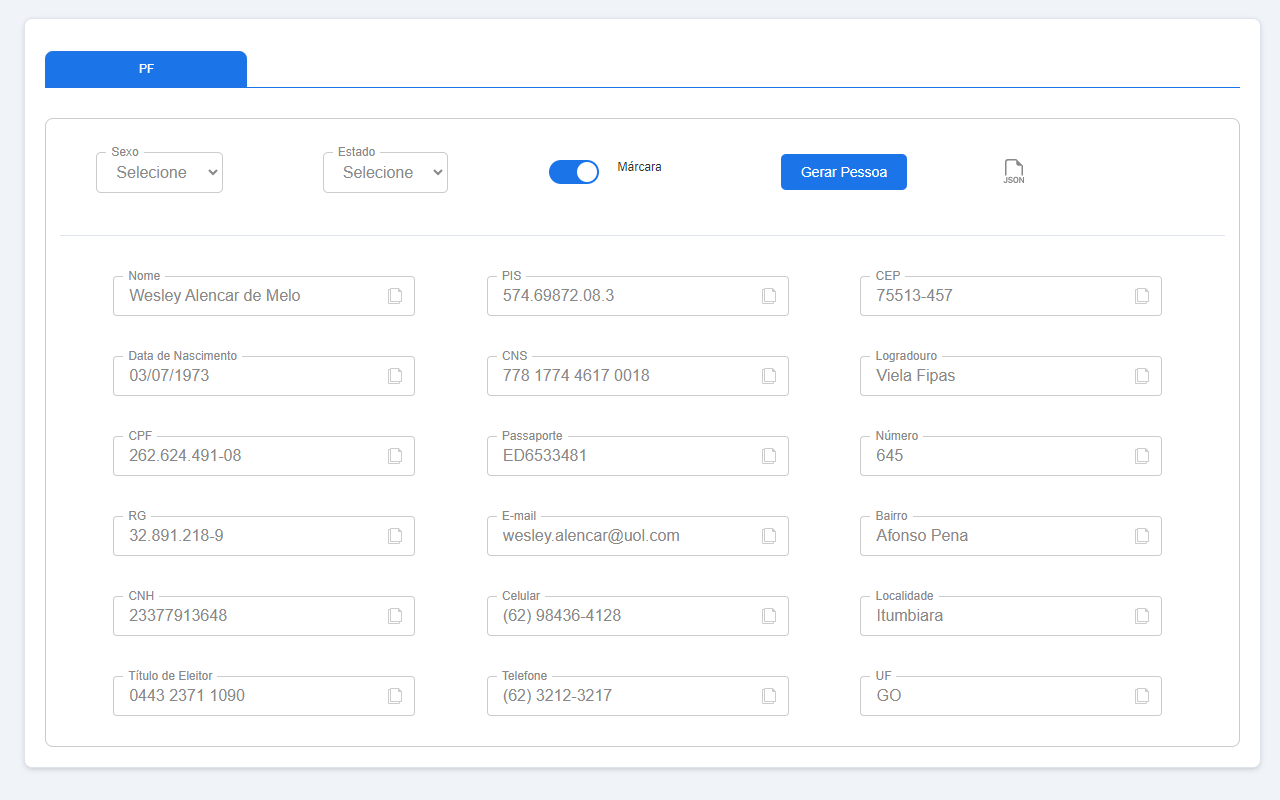 PF
Sexo
Selecione
Estado
Selecione
Márcara
Gerar Pessoa
JSON
Nome
Wesley Alencar de Melo
PIS
574.69872.08.3
CEP
75513-457
Data de Nascimento
03/07/1973
CNS
778 1774 4617 0018
Logradouro
Viela Fipas
CPF
262.624.491-08
Passaporte
ED6533481
Número
645
RG
32.891.218-9
E-mail
wesley.alencar@uol.com
Bairro
Afonso Pena
CNH
23377913648
Celular
(62) 98436-4128
Localidade
Itumbiara
Título de Eleitor
0443 2371 1090
Telefone
(62) 3212-3217
UF
GO